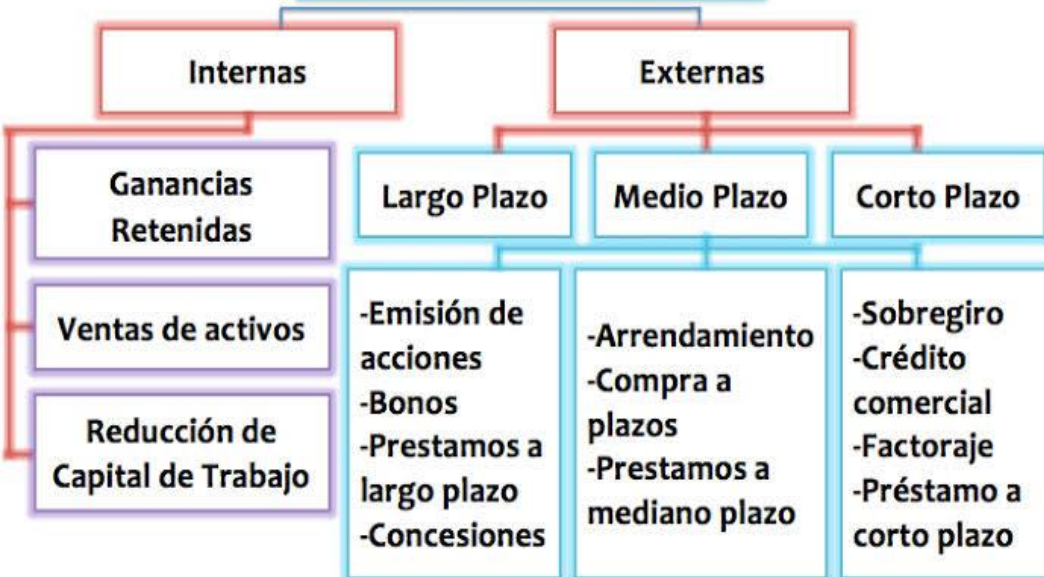 Internas
Externas
Ganancias
Retenidas
Ventas de activos
Reducción de
Capital de Trabajo
Largo Plazo
Medio Plazo
Corto Plazo
-Emisión de
acciones
-Bonos
-Prestamos a
largo plazo
-Concesiones
-Arrendamiento
-Compra a
plazos
-Prestamos a
mediano plazo
-Sobregiro
-Crédito
comercial
-Factoraje
-Préstamo a
corto plazo